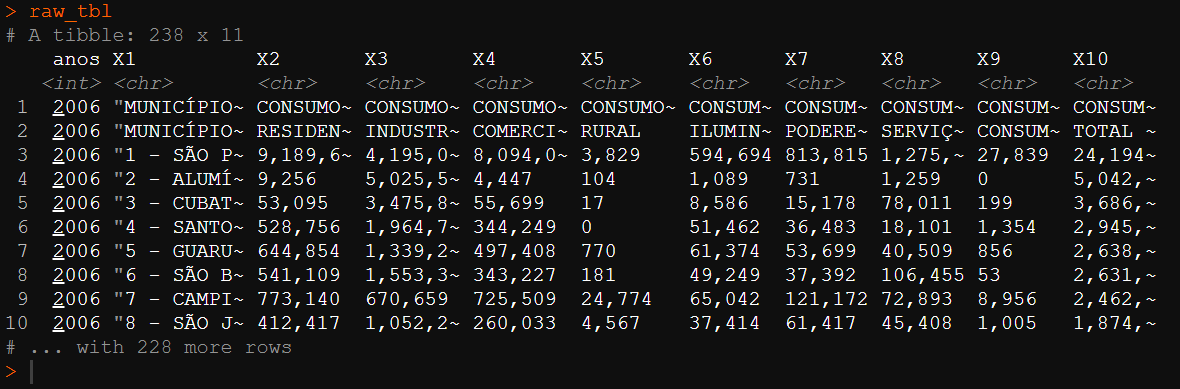 > raw_tbl
# A tibble: 238 x 11
anos X1 X2 X3 X4 X5 X6 X7 X8 X9 X10
<int> <chr> <chr> <chr> <chr> <chr> <chr> <chr> <chr> <chr> <chr>
1 2006 "MUNICÍPIO~ CONSUMO~ CONSUMO~ CONSUMO~ CONSUMO~ CONSUM~ CONSUM~ CONSUM~ CONSUM~ CONSUM~
2 2006 "MUNICÍPIO~ RESIDEN~ INDUSTR~ COMERCI~ RURAL ILUMIN~ PODERE~ SERVIÇ~ CONSUM~ TOTAL ~
3 2006 "1 - SÃO P~ 9,189,6~ 4,195,0~ 8,094,0~ 3,829 594,694 813,815 1,275,~ 27,839 24,194~
4 2006 "2 - ALUMÍ~ 9,256 5,025,5~ 4,447 104 1,089 731 1,259 0 5,042,~
5 2006 "3 - CUBAT~ 53,095 3,475,8~ 55,699 17 8,586 15,178 78,011 199 3,686,~
6 2006 "4 - SANTO~ 528,756 1,964,7~ 344,249 0 51,462 36,483 18,101 1,354 2,945,~
7 2006 "5 - GUARU~ 644,854 1,339,2~ 497,408 770 61,374 53,699 40,509 856 2,638,~
8 2006 "6 - SÃO B~ 541,109 1,553,3~ 343,227 181 49,249 37,392 106,455 53 2,631,~
9 2006 "7 - CAMPI~ 773,140 670,659 725,509 24,774 65,042 121,172 72,893 8,956 2,462,~
10 2006 "8 - SÃO J~ 412,417 1,052,2~ 260,033 4,567 37,414 61,417 45,408 1,005 1,874,~
# ... with 228 more rows
>